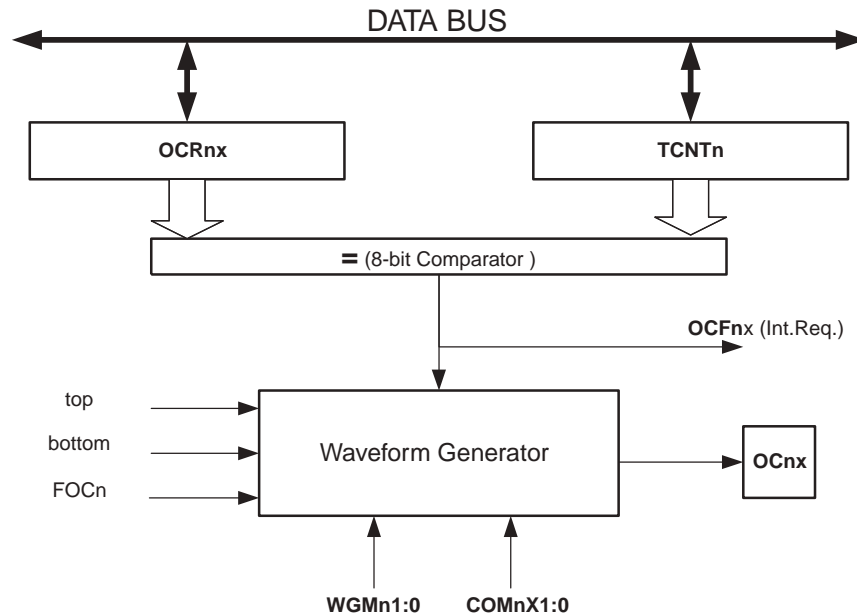 DATA BUS
OCRnx
TCNTn
= (8-bit Comparator )
OCFnx (Int.Req.)
top
bottom
FOCn
Waveform Generator
OCnx
WGMn1:0
COMnX1:0